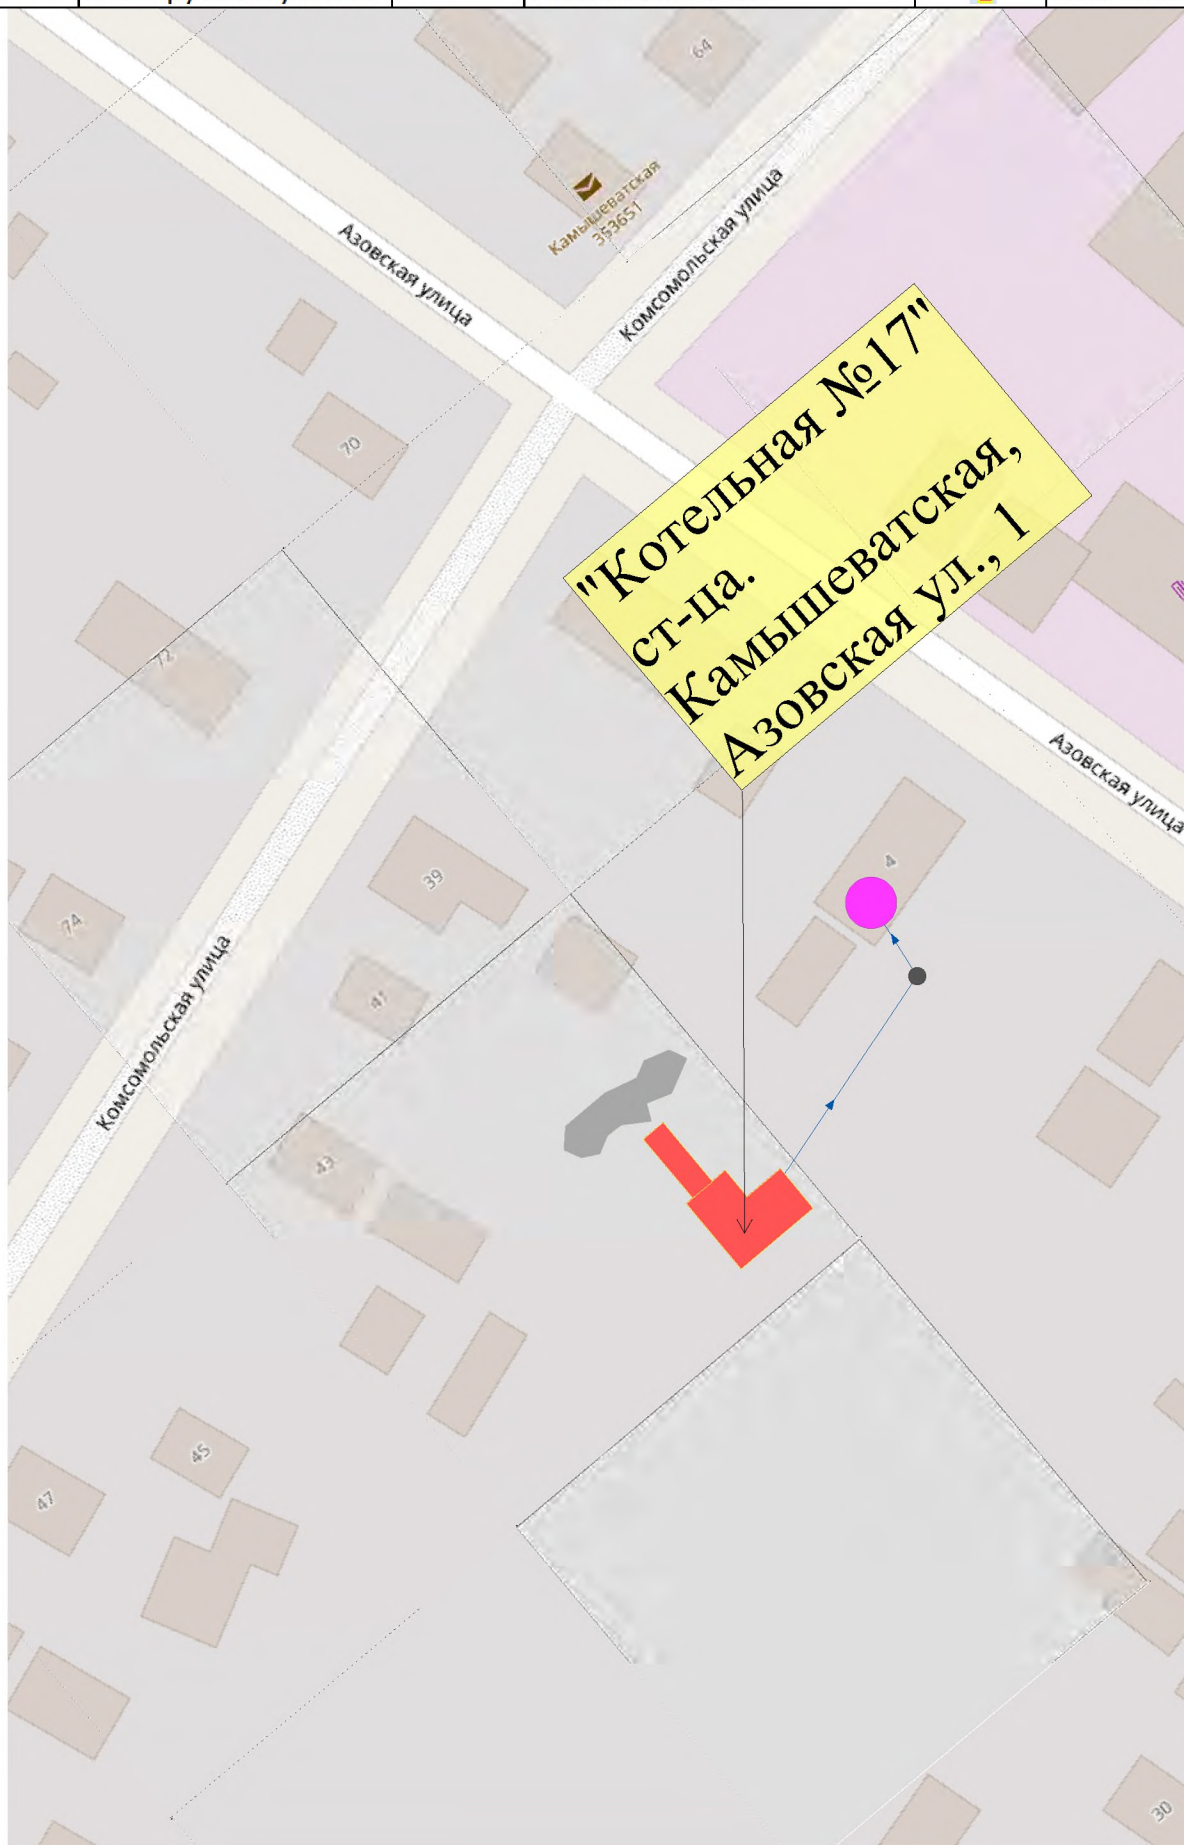 64
Камышеватская
353651
Комсомольская улица
Азовская улица
70
"Котельная №17"
ст-ца.
Камышеватская,
Азовская ул., 1
72
Азовская улица
4
39
74
41
Комсомольская улица
43
45
47
30